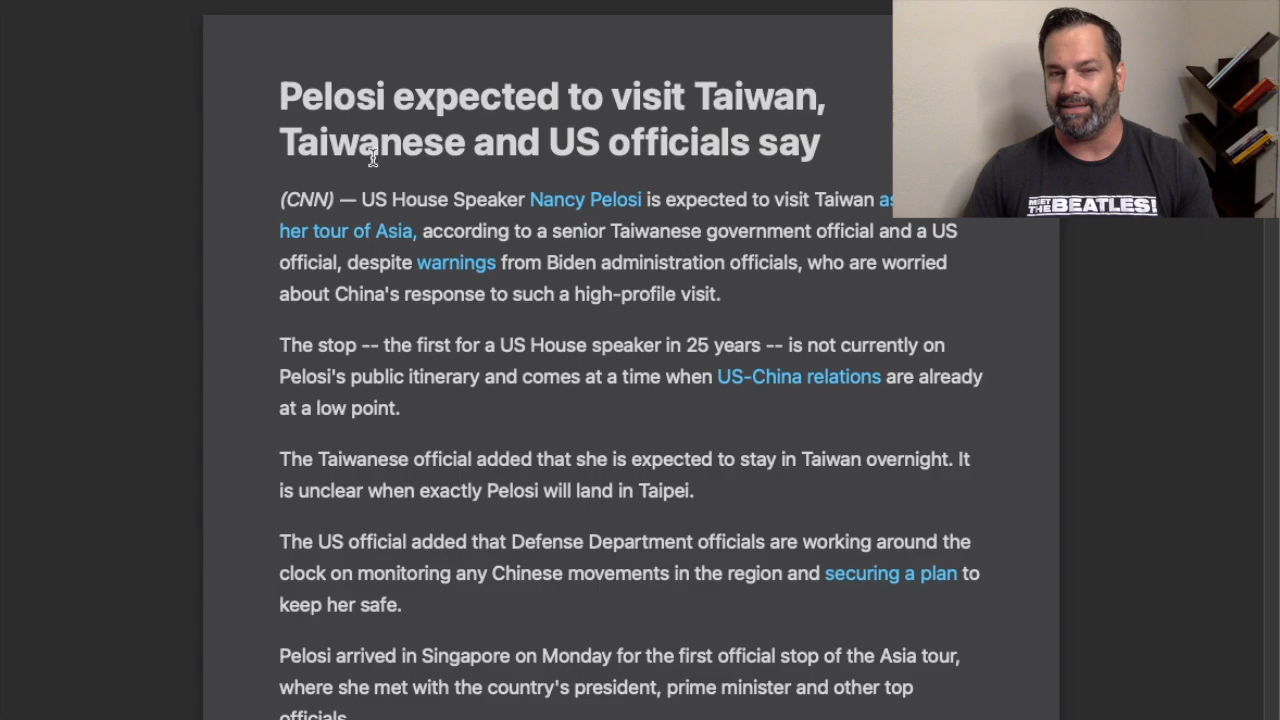 Pelosi expected to visit Taiwan,
Taiwanese and US officials say
(CNN) — US House Speaker Nancy Pelosi is expected to visit Taiwan
her tour of Asia, according to a senior Taiwanese government official and a US
official, despite warnings from Biden administration officials, who are worried
about China's response to such a high-profile visit.
The stop -- the first for a US House speaker in 25 years -- is not currently on
Pelosi's public itinerary and comes at a time when US-China relations are already
at a low point.
The Taiwanese official added that she is expected to stay in Taiwan overnight. It
is unclear when exactly Pelosi will land in Taipei.
The US official added that Defense Department officials are working around the
clock on monitoring any Chinese movements in the region and securing a plan to
keep her safe.
Pelosi arrived in Singapore on Monday for the first official stop of the Asia tour,
where she met with the country's president, prime minister and other top
officials.
MEET
THE BEATLES!